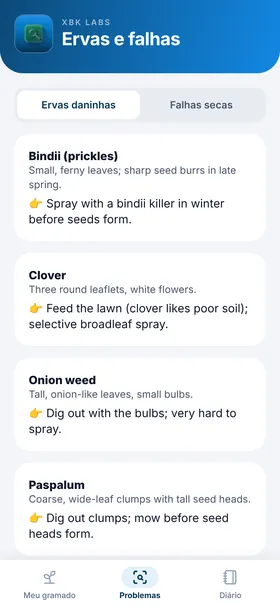 XBK LABS
Ervas e falhas
Ervas daninhas
Falhas secas
Bindii (prickles)
Small, ferny leaves; sharp seed burrs in late
spring.
👉 Spray with a bindii killer in winter
before seeds form.
Clover
Three round leaflets, white flowers.
👉 Feed the lawn (clover likes poor soil);
selective broadleaf spray.
Onion weed
Tall, onion-like leaves, small bulbs.
👉 Dig out with the bulbs; very hard to
spray.
Paspalum
Coarse, wide-leaf clumps with tall seed heads.
👉 Dig out clumps; mow before seed
heads form.
Meu gramado
Problemas
Diário